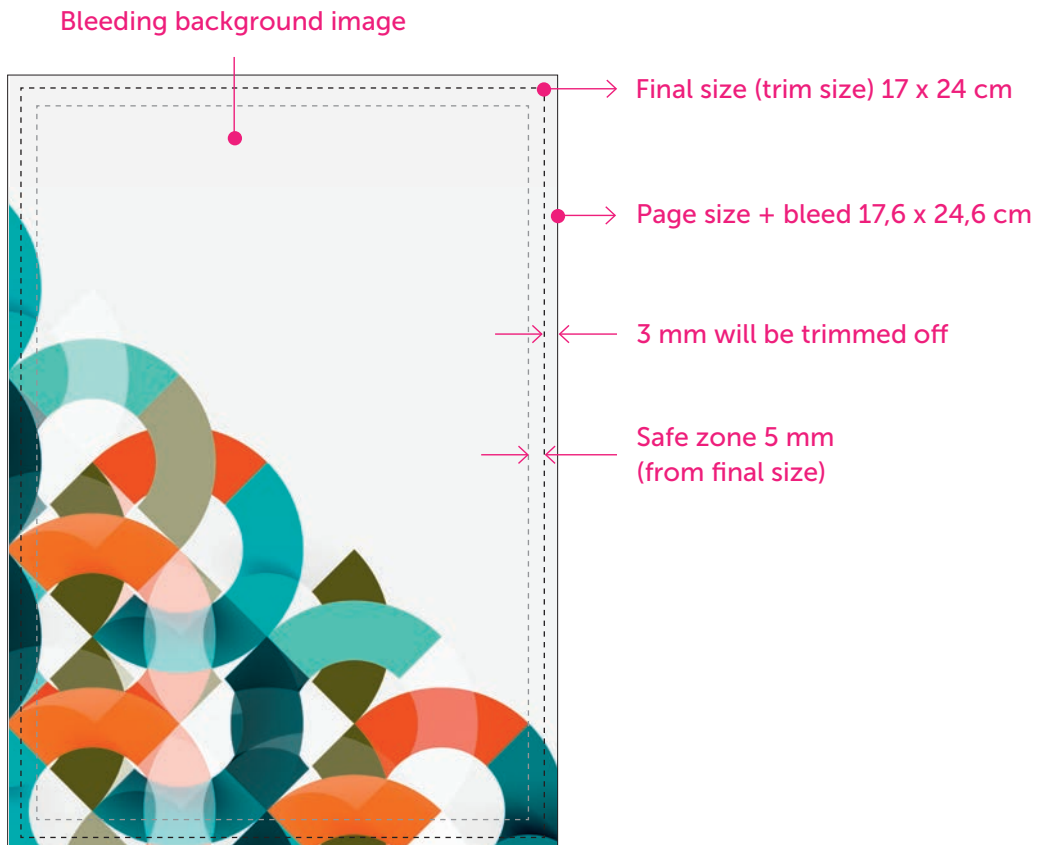 Bleeding background image
Final size (trim size) 17 x 24 cm
Page size + bleed 17,6 x 24,6 cm
3 mm will be trimmed off
Safe zone 5 mm
(from final size)